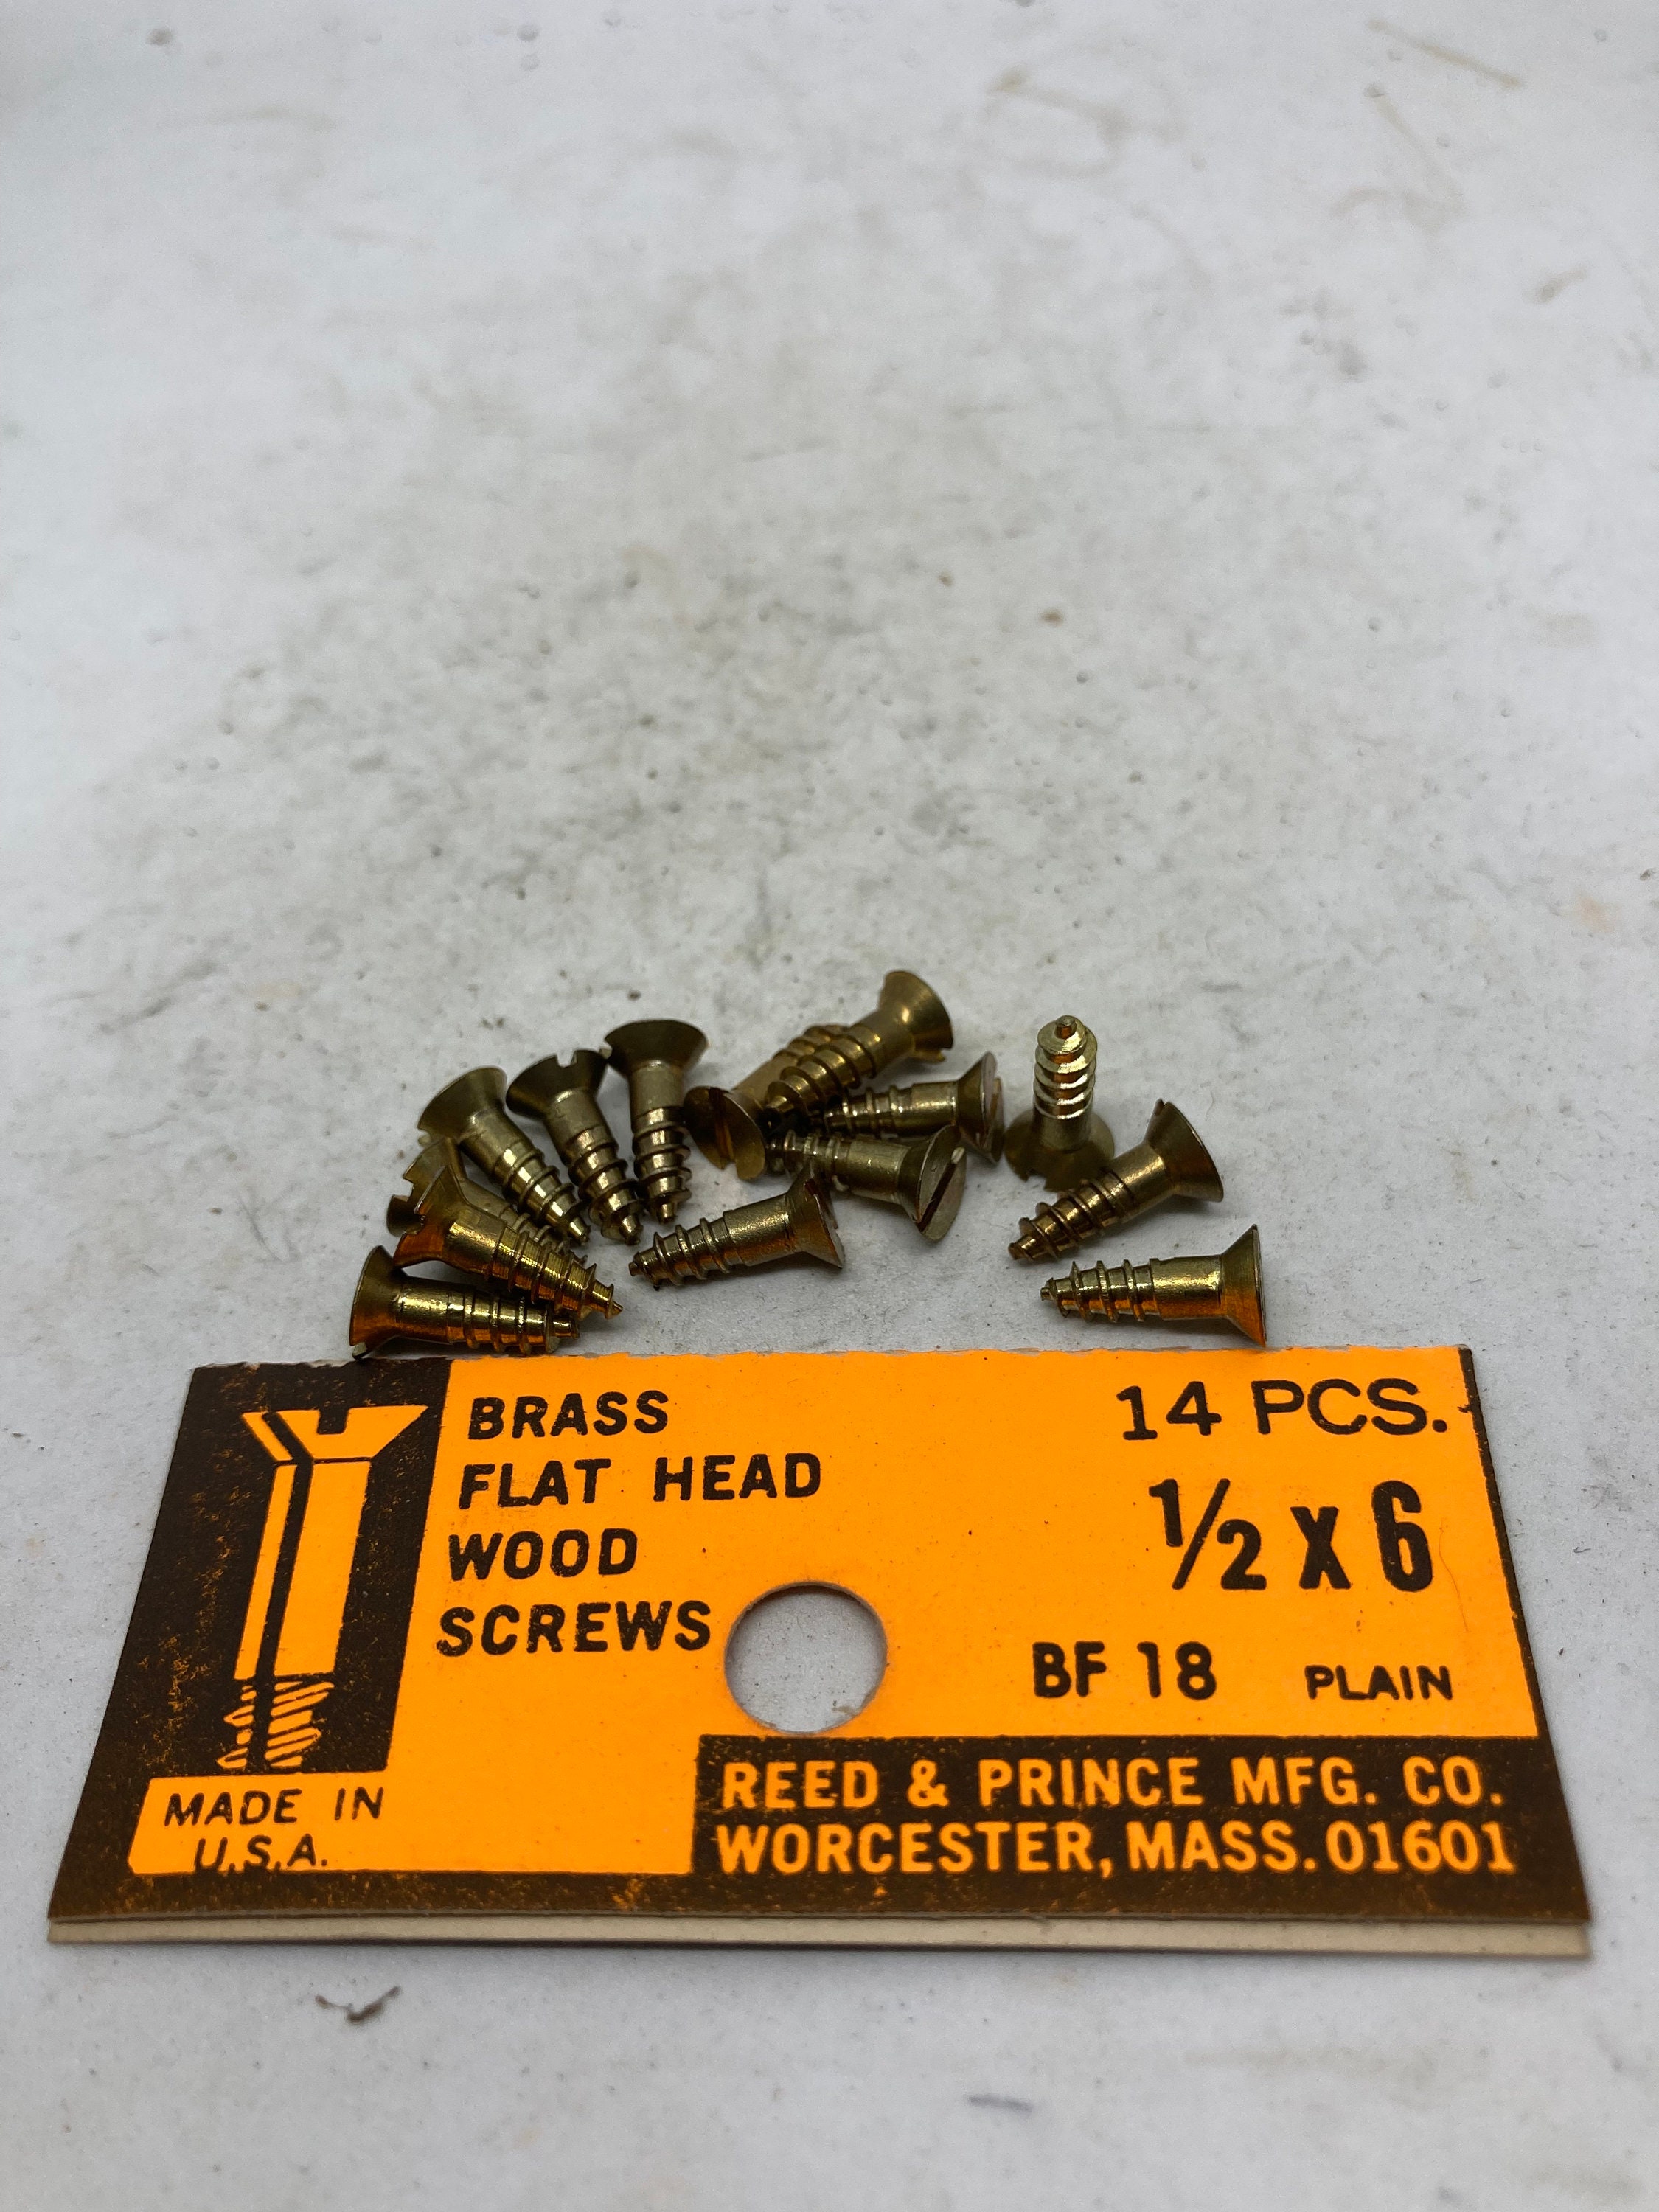 BRASS
FLAT HEAD
WOOD
SCREWS
14 PCS.
½ X 6
BF 18 PLAIN
MADE IN
U.S.A.
REED & PRINCE MFG. CO.
WORCESTER, MASS. 01601